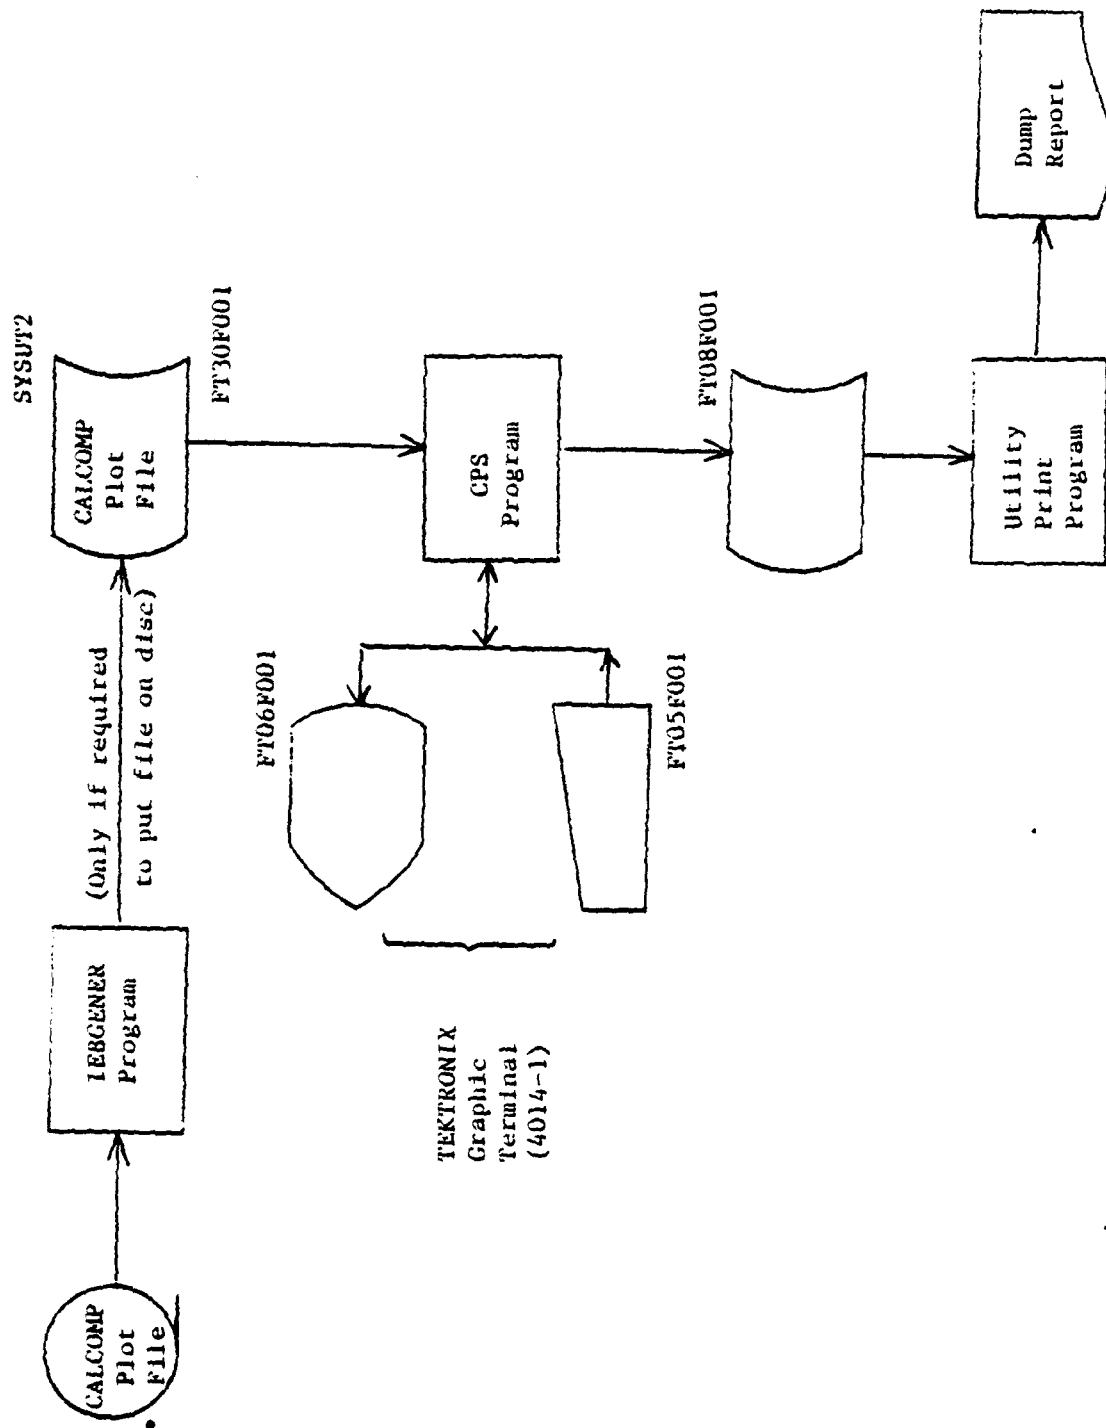 CALCOMP
Plot
File
IEBGENER
Program
(Only if required
to put file on disc)
SYSUT2
CALCOMP
Plot
File
FT30F001
TEKTRONIX
Graphic
Terminal
(4014-1)
FT06F001
FT05F001
CPS
Program
FT08F001
Utility
Print
Program
Dump
Report